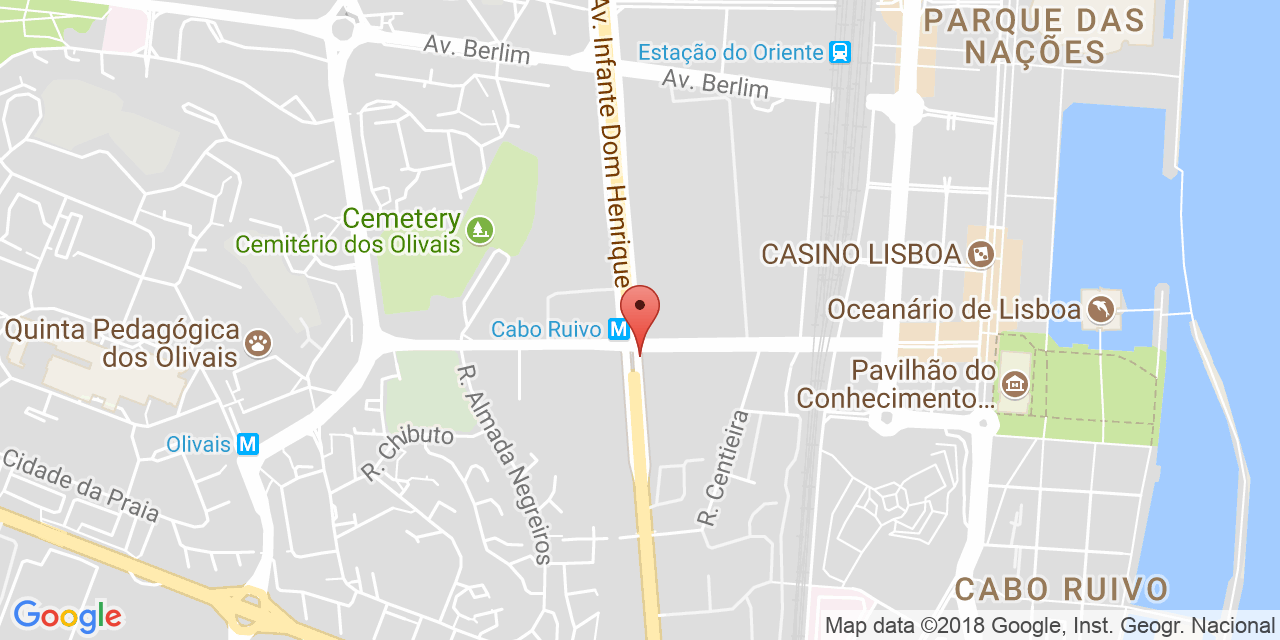 PARQUE DAS
NAÇÕES
Av. Berlim
Estação do Oriente
Av. Berlim
Av. Infante Dom Henrique
Cemetery
Cemitério dos Olivais
CASINO LISBOA
Oceanário de Lisboa
Cabo Ruivo M
Quinta Pedagógica
dos Olivais
Pavilhão do
Conhecimento...
R. Almada Negreiros
R. Chibuto
R. Centieira
Olivais M
Cidade da Praia
CABO RUIVO
Google
Map data ©2018 Google, Inst. Geogr. Nacional